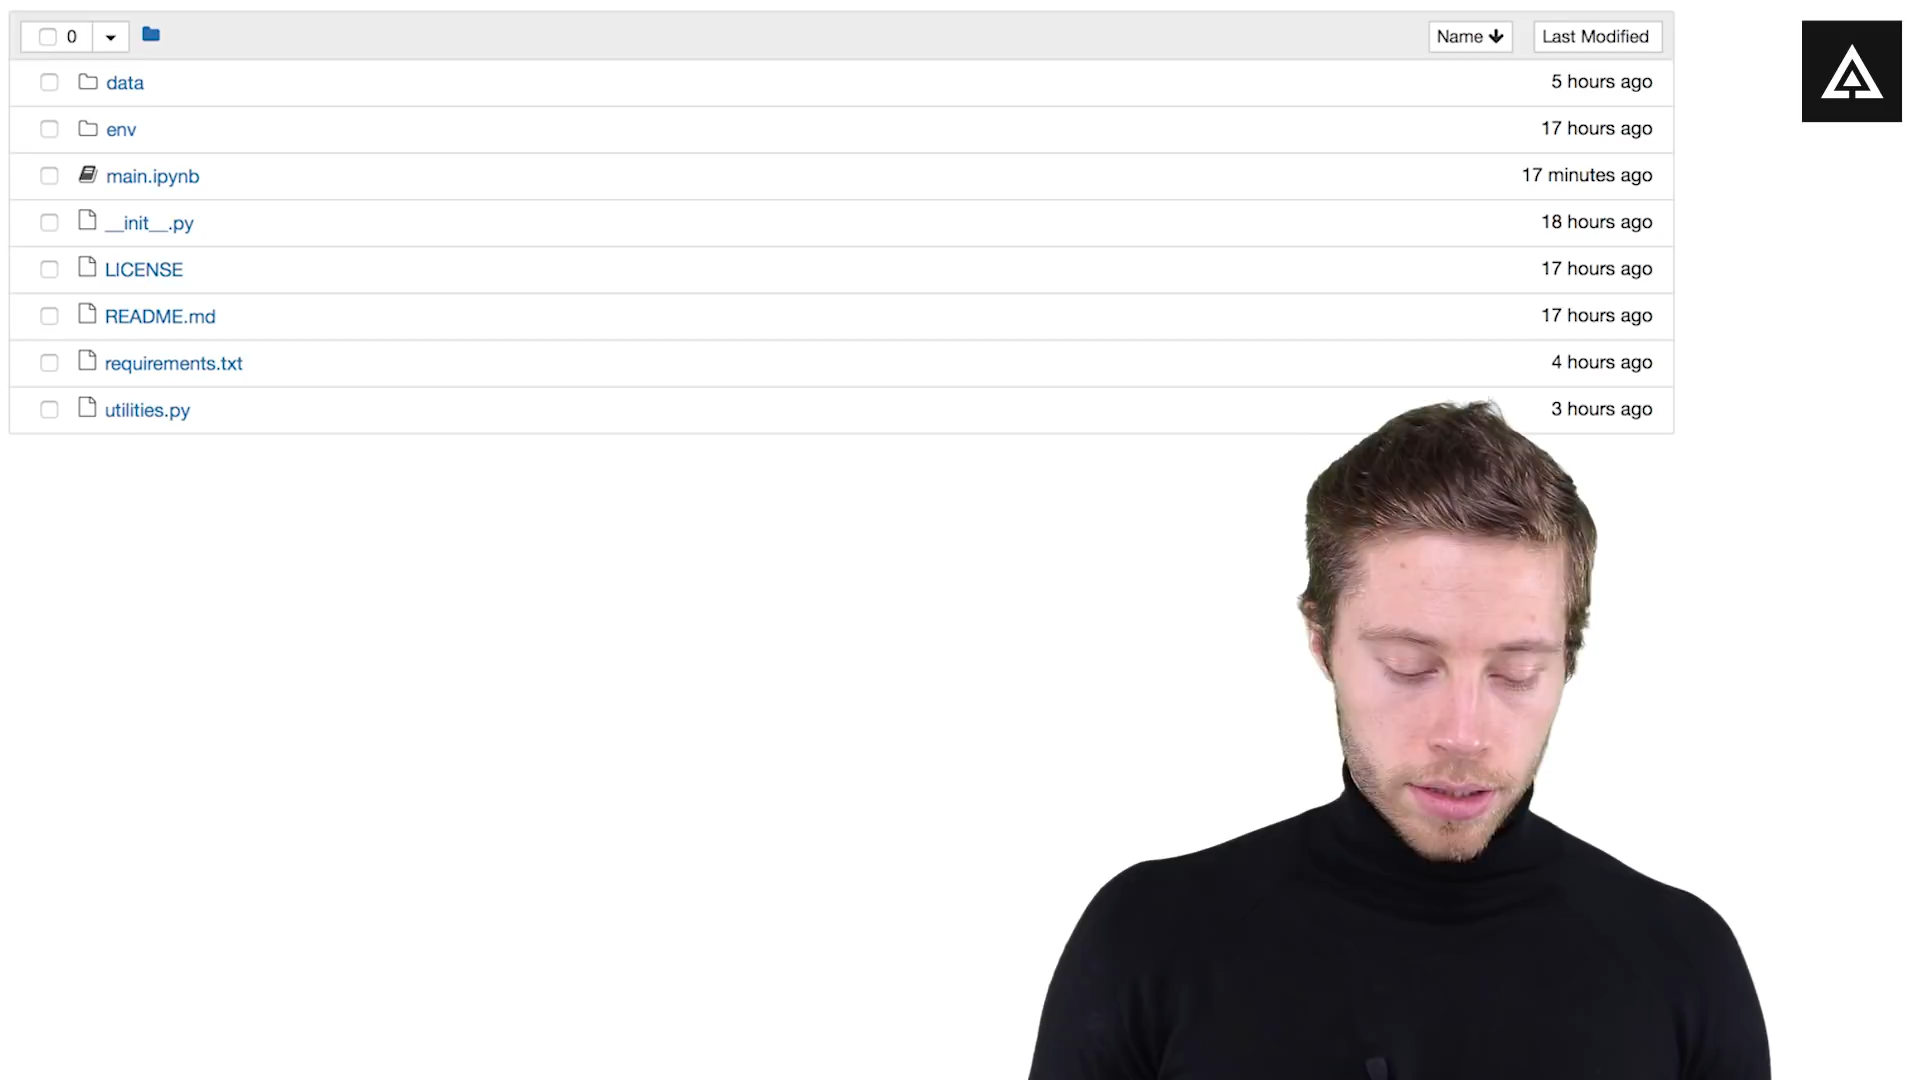 0 Name Last Modified
data 5 hours ago
env 17 hours ago
main.ipynb 17 minutes ago
__init__.py 18 hours ago
LICENSE 17 hours ago
README.md 17 hours ago
requirements.txt 4 hours ago
utilities.py 3 hours ago